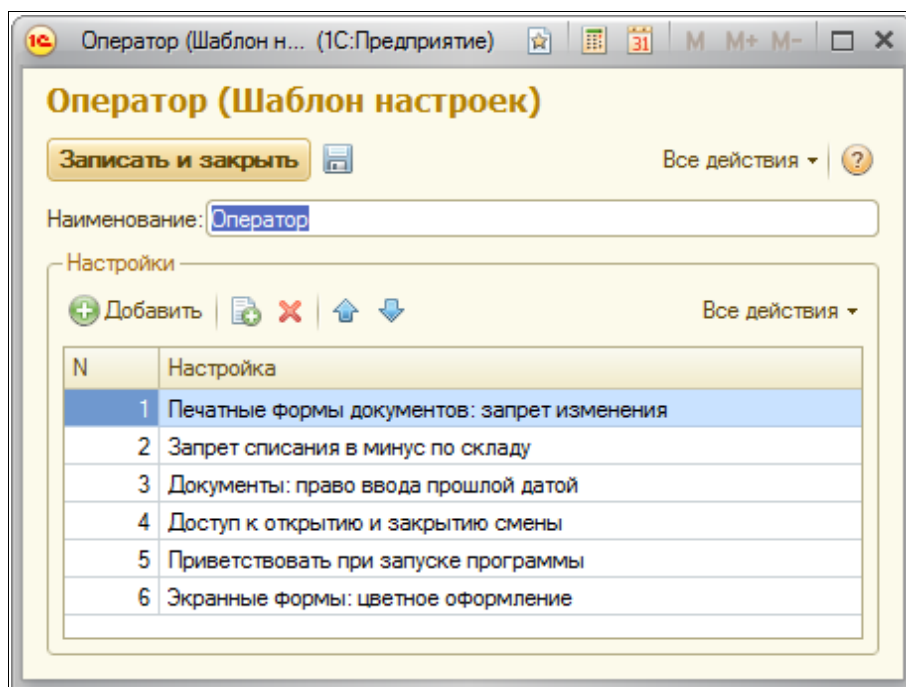 Оператор (Шаблон н... (1С:Предприятие) 31 M M+ M-
Оператор (Шаблон настроек)
Записать и закрыть Все действия ?
Наименование: Оператор
Настройки
Добавить Все действия
N Настройка
1 Печатные формы документов: запрет изменения
2 Запрет списания в минус по складу
3 Документы: право ввода прошлой датой
4 Доступ к открытию и закрытию смены
5 Приветствовать при запуске программы
6 Экранные формы: цветное оформление